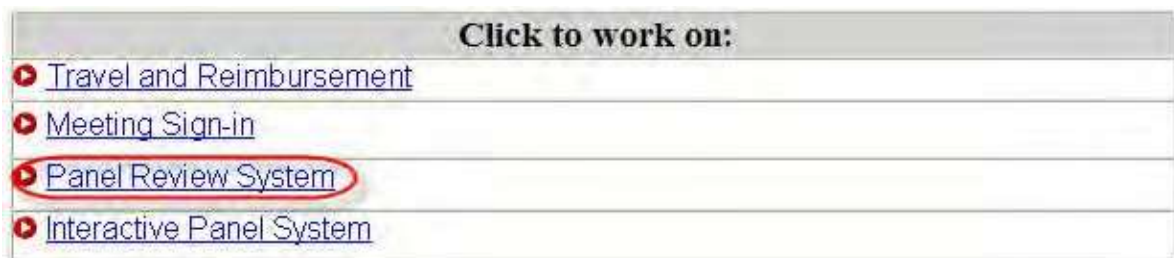 Click to work on:
Travel and Reimbursement
Meeting Sign-in
Panel Review System
Interactive Panel System